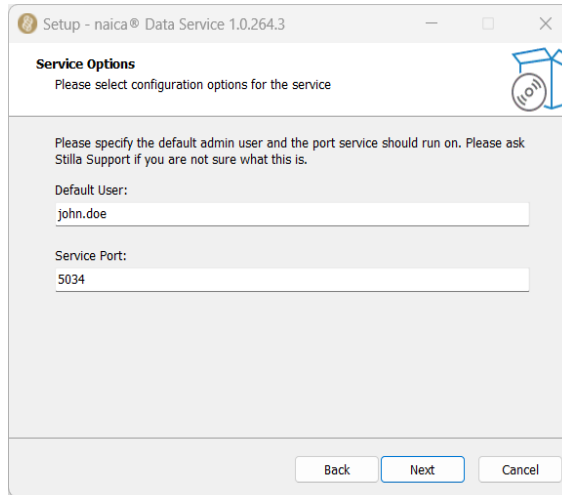 Setup - naica® Data Service 1.0.264.3
Service Options
Please select configuration options for the service
Please specify the default admin user and the port service should run on. Please ask
Stilla Support if you are not sure what this is.
Default User:
john.doe
Service Port:
5034
Back Next Cancel